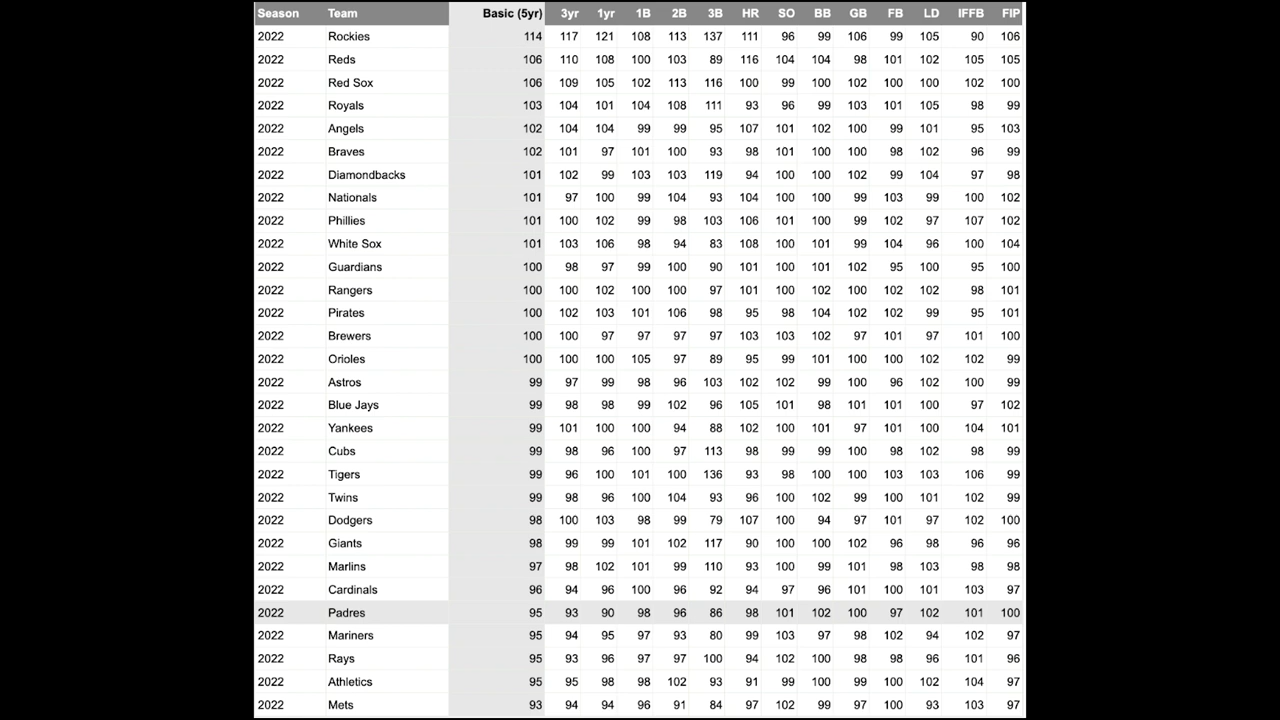 Season Team Basic (5yr) 3yr 1yr 1B 2B 3B HR SO BB GB FB LD IFFB FIP
2022 Rockies 114 117 121 108 113 137 111 96 99 106 99 105 90 106
2022 Reds 106 110 108 100 103 89 116 104 104 98 101 102 105 105
2022 Red Sox 106 109 105 102 113 116 100 99 100 102 100 100 102 100
2022 Royals 103 104 101 104 108 111 93 96 99 103 101 105 98 99
2022 Angels 102 104 104 99 99 95 107 101 102 100 99 101 95 103
2022 Braves 102 101 97 101 100 93 98 101 100 100 98 102 96 99
2022 Diamondbacks 101 102 99 103 103 119 94 100 100 102 99 104 97 98
2022 Nationals 101 97 100 99 104 93 104 100 100 99 103 99 100 102
2022 Phillies 101 100 102 99 98 103 106 101 100 99 102 97 107 102
2022 White Sox 101 103 106 98 94 83 108 100 101 99 104 96 100 104
2022 Guardians 100 98 97 99 100 90 101 100 101 102 95 100 95 100
2022 Rangers 100 100 102 100 100 97 101 100 102 100 102 102 98 101
2022 Pirates 100 102 103 101 106 98 95 98 104 102 102 99 95 101
2022 Brewers 100 100 97 97 97 97 103 103 102 97 101 97 101 100
2022 Orioles 100 100 100 105 97 89 95 99 101 100 100 102 102 99
2022 Astros 99 97 99 98 96 103 102 102 99 100 96 102 100 99
2022 Blue Jays 99 98 98 99 102 96 105 101 98 101 101 100 97 102
2022 Yankees 99 101 100 100 94 88 102 100 101 97 101 100 104 101
2022 Cubs 99 98 96 100 97 113 98 99 99 100 98 102 98 99
2022 Tigers 99 96 100 101 100 136 93 98 100 100 103 103 106 99
2022 Twins 99 98 96 100 104 93 96 100 102 99 100 101 102 99
2022 Dodgers 98 100 103 98 99 79 107 100 94 97 101 97 102 100
2022 Giants 98 99 99 101 102 117 90 100 100 102 96 98 96 96
2022 Marlins 97 98 102 101 99 110 93 100 99 101 98 103 98 98
2022 Cardinals 96 94 96 100 96 92 94 97 96 101 100 101 103 97
2022 Padres 95 93 90 98 96 86 98 101 102 100 97 102 101 100
2022 Mariners 95 94 95 97 93 80 99 103 97 98 102 94 102 97
2022 Rays 95 93 96 97 97 100 94 102 100 98 98 96 101 96
2022 Athletics 95 95 98 98 102 93 91 99 100 99 100 102 104 97
2022 Mets 93 94 94 96 91 84 97 102 99 97 100 93 103 97